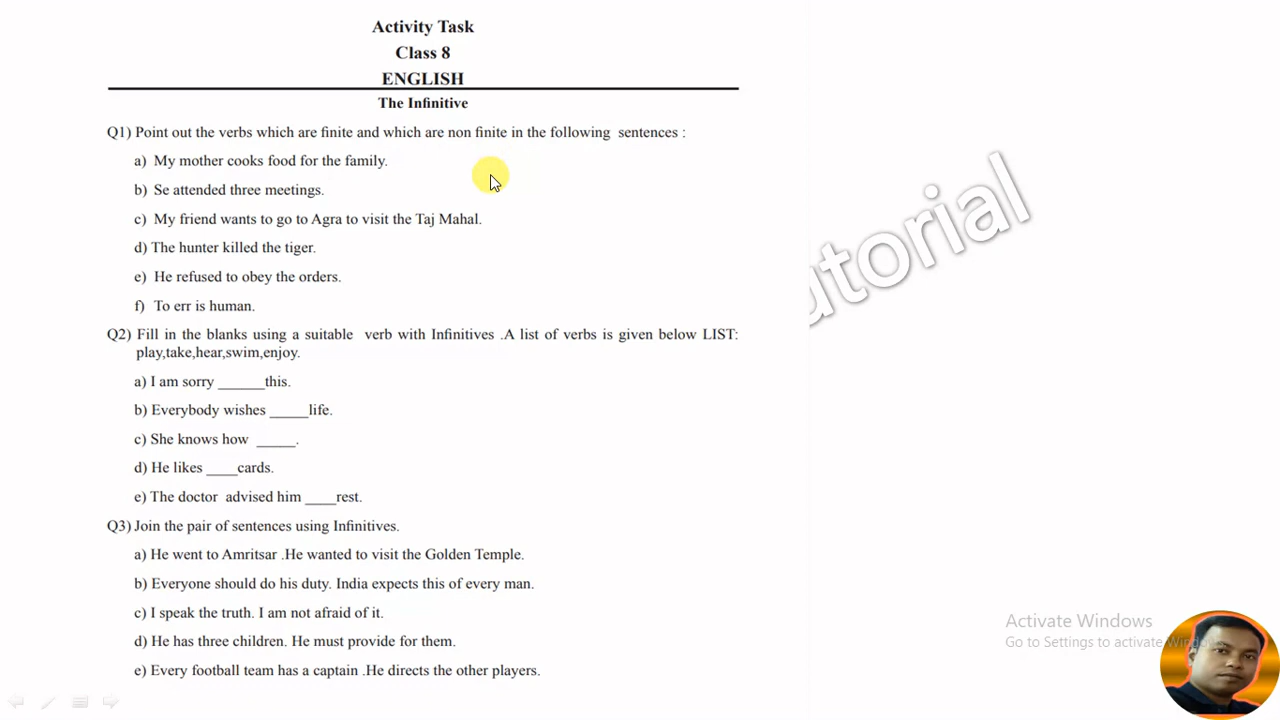 Activity Task
Class 8
ENGLISH
The Infinitive
Q1) Point out the verbs which are finite and which are non finite in the following sentences :
a) My mother cooks food for the family.
b) Se attended three meetings.
c) My friend wants to go to Agra to visit the Taj Mahal.
d) The hunter killed the tiger.
e) He refused to obey the orders.
f) To err is human.
Q2) Fill in the blanks using a suitable verb with Infinitives .A list of verbs is given below LIST:
play,take,hear,swim,enjoy.
a) I am sorry ______this.
b) Everybody wishes _____life.
c) She knows how _____.
d) He likes ____cards.
e) The doctor advised him ____rest.
Q3) Join the pair of sentences using Infinitives.
a) He went to Amritsar .He wanted to visit the Golden Temple.
b) Everyone should do his duty. India expects this of every man.
c) I speak the truth. I am not afraid of it.
d) He has three children. He must provide for them.
e) Every football team has a captain .He directs the other players.
utorial
Activate Windows
Go to Settings to activate Windows